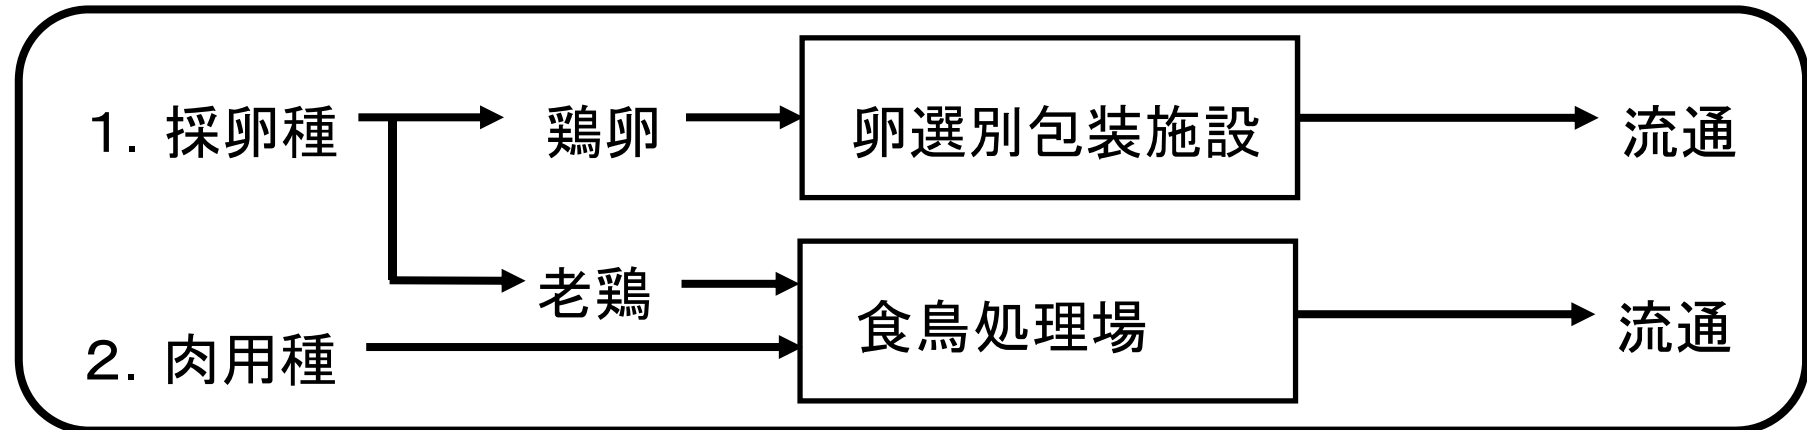 1. 採卵種
鶏卵
卵選別包装施設
流通
老鶏
2. 肉用種
食鳥処理場
流通